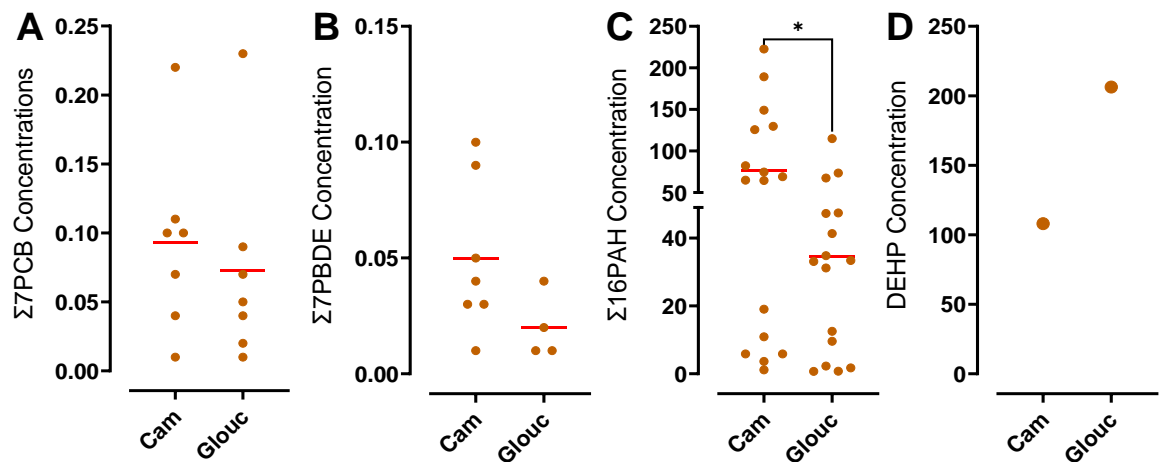 A
Σ7PCB Concentrations
0.25
0.20
0.15
0.10
0.05
0.00
Cam
Glouc
B
Σ7PBDE Concentration
0.15
0.10
0.05
0.00
Cam
Glouc
C
Σ16PAH Concentration
*
250
200
150
100
50
40
20
0
Cam
Glouc
D
DEHP Concentration
250
200
150
100
50
0
Cam
Glouc